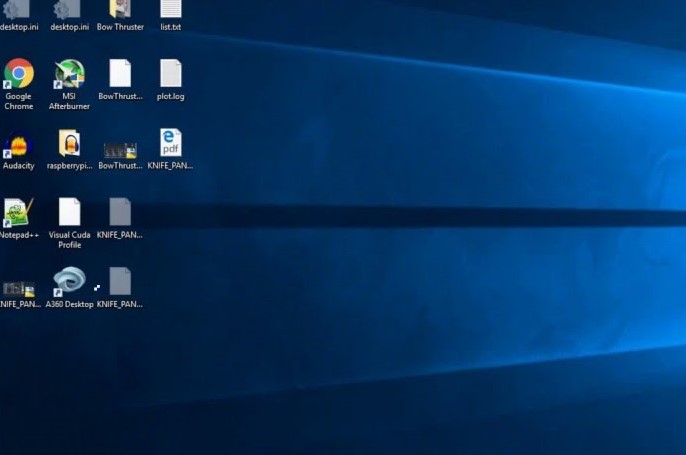 desktop.ini
desktop.ini
Bow Thruster
list.txt
Google
Chrome
MSI
Afterburner
BowThrust...
plot.log
Audacity
raspberrypi...
BowThrust...
e
pdf
KNIFE_PAN...
Notepad++
Visual Cuda
Profile
KNIFE_PAN...
KNIFE_PAN...
A360 Desktop
KNIFE_PAN...